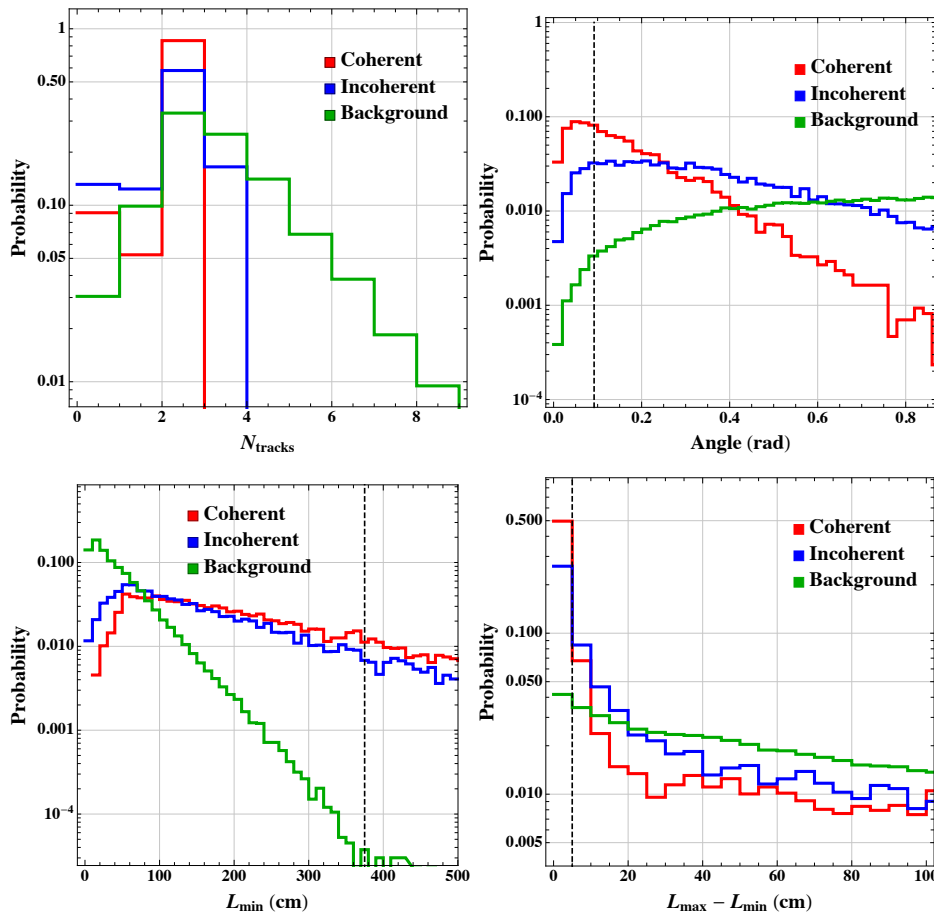 1
0.50
0.10
0.05
0.01
0 2 4 6 8
Probability
N_tracks
Coherent
Incoherent
Background
1
0.100
0.010
0.001
10⁻⁴
0.0 0.2 0.4 0.6 0.8
Probability
Angle (rad)
Coherent
Incoherent
Background
0.100
0.010
0.001
10⁻⁴
0 100 200 300 400 500
Probability
L_min (cm)
Coherent
Incoherent
Background
0.500
0.100
0.050
0.010
0.005
0 20 40 60 80 100
Probability
L_max − L_min (cm)
Coherent
Incoherent
Background